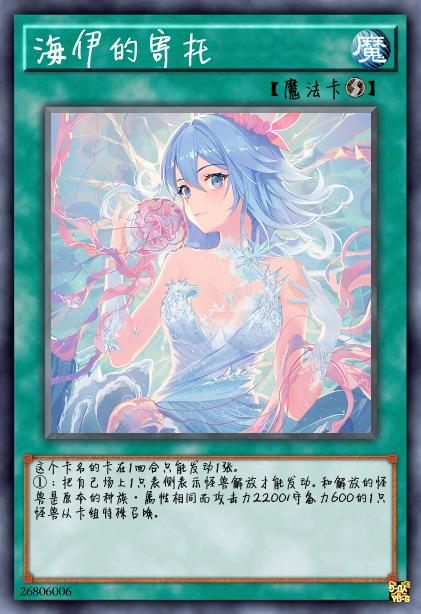 海伊的寄托
魔
【魔法卡】
这个卡名的卡在1回合只能发动1张。
①：把自己场上1只表侧表示怪兽解放才能发动。和解放的怪
兽是原本的种族·属性相同而攻击力2200/守备力600的1只
怪兽从卡组特殊召唤。
26806006